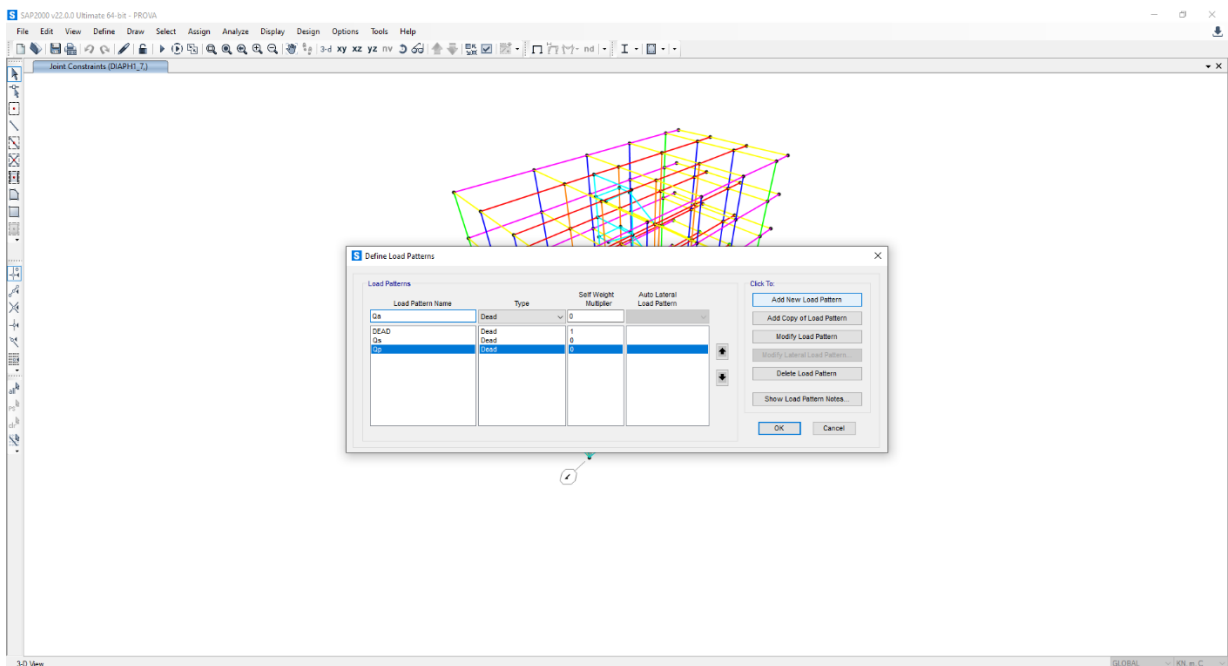 S SAP2000 v22.0.0 Ultimate 64-bit - PROVA
File Edit View Define Draw Select Assign Analyze Display Design Options Tools Help
3-d xy xz yz nv nd
Joint Constraints (DIAPH1_7,)
S Define Load Patterns
Load Patterns
Click To:
Load Pattern Name Type Self Weight Multiplier Auto Lateral Load Pattern
Qa Dead 0
DEAD Dead 1
Qs Dead 0
Qp Dead 0
Add New Load Pattern
Add Copy of Load Pattern
Modify Load Pattern
Modify Lateral Load Pattern...
Delete Load Pattern
Show Load Pattern Notes...
OK Cancel
all
3-D View GLOBAL KN, m, C